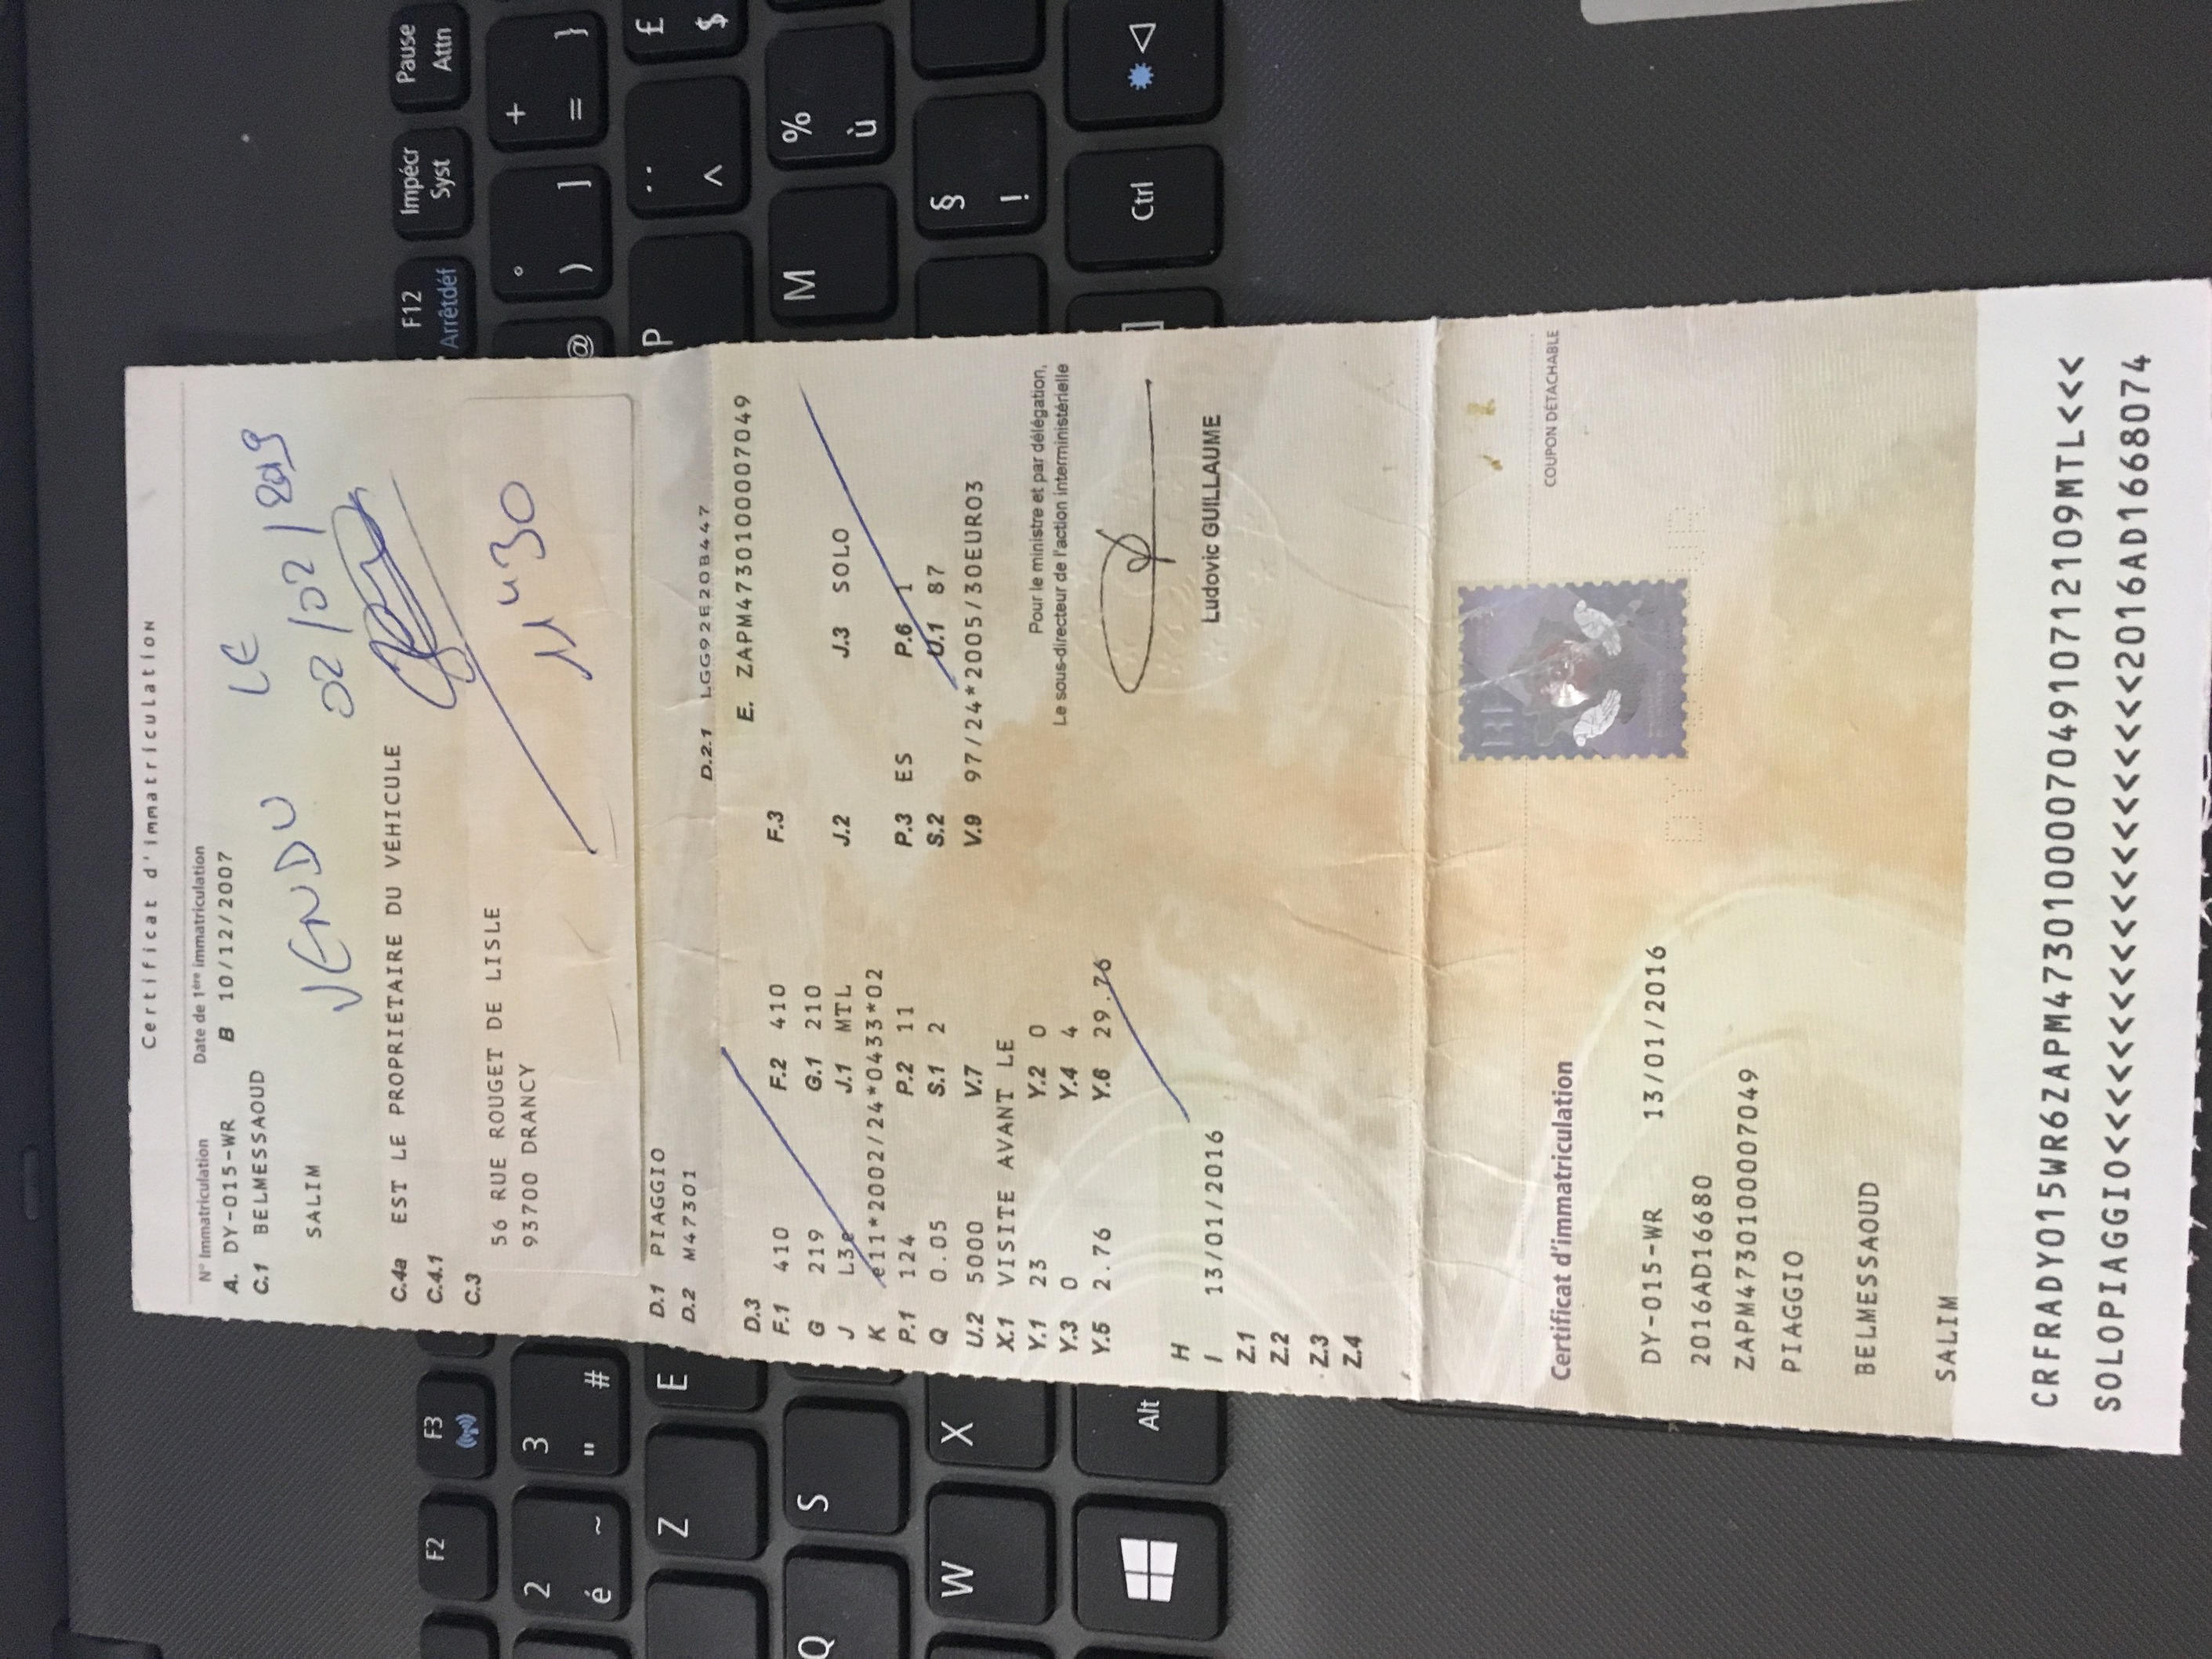 Certificat d'immatriculation
N° Immatriculation Date de 1ère immatriculation
A. DY-015-WR B 10/12/2007
C.1 BELMESSAOUD
SALIM
VENDU LE
02/02/2019
C.4a EST LE PROPRIÉTAIRE DU VÉHICULE
C.4.1
C.3
56 RUE ROUGET DE LISLE
93700 DRANCY
11H30
D.1 PIAGGIO
D.2 M47301
D.2.1 LGG92E20B447
D.3 E. ZAPM4730100007049
F.1 410 F.2 410 F.3
G 219 G.1 210
J L3e J.1 MTL J.2 J.3 SOLO
K e11*2002/24*0433*02
P.1 124 P.2 11 P.3 ES P.6 1
Q 0.05 S.1 2 S.2 U.1 87
U.2 5000 V.7 V.9 97/24*2005/30EURO3
X.1 VISITE AVANT LE
Y.1 23 Y.2 0
Y.3 0 Y.4 4
Y.5 2.76 Y.6 29.76
Pour le ministre et par délégation,
Le sous-directeur de l'action interministérielle
Ludovic GUILLAUME
H
I 13/01/2016
Z.1
Z.2
Z.3
Z.4
RF
COUPON DÉTACHABLE
Certificat d'immatriculation
DY-015-WR 13/01/2016
2016AD16680
ZAPM4730100007049
PIAGGIO
BELMESSAOUD
SALIM
CRFRADY015WR6ZAPM473010000704910712109MTL<<<
SOLOPIAGGIO<<<<<<<<<<<<<<<<<<<<2016AD1668074
F2
F3
F12
Arrêtdéf
Impécr
Syst
Pause
Attn
2
é ~
3
" #
@
°
) ]
+
= }
Z
E
P
¨
^
£
$
Q
S
M
%
ù
W
X
§
!
Alt
Ctrl